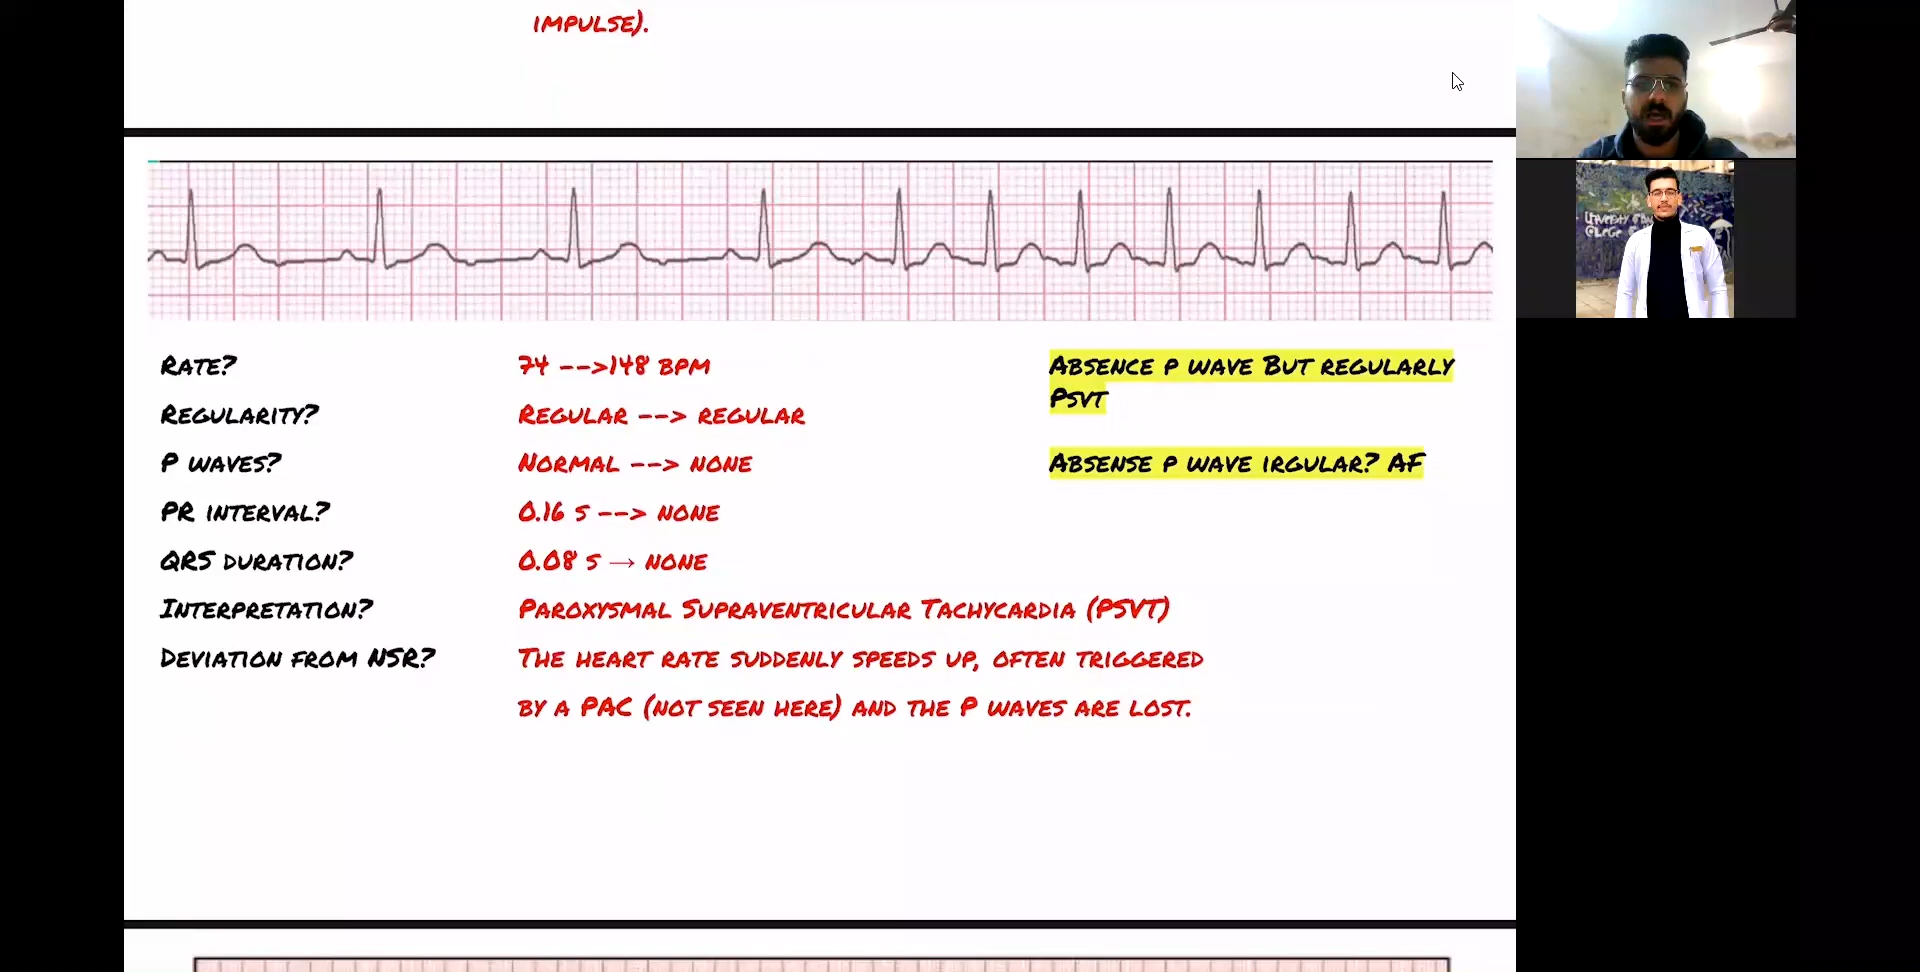 IMPULSE).
RATE?
74 -->148 BPM
ABSENCE P WAVE BUT REGULARLY
PSVT
REGULARITY?
REGULAR --> REGULAR
P WAVES?
NORMAL --> NONE
ABSENSE P WAVE IRGULAR? AF
PR INTERVAL?
0.16 S --> NONE
QRS DURATION?
0.08 S → NONE
INTERPRETATION?
PAROXYSMAL SUPRAVENTRICULAR TACHYCARDIA (PSVT)
DEVIATION FROM NSR?
THE HEART RATE SUDDENLY SPEEDS UP, OFTEN TRIGGERED
BY A PAC (NOT SEEN HERE) AND THE P WAVES ARE LOST.